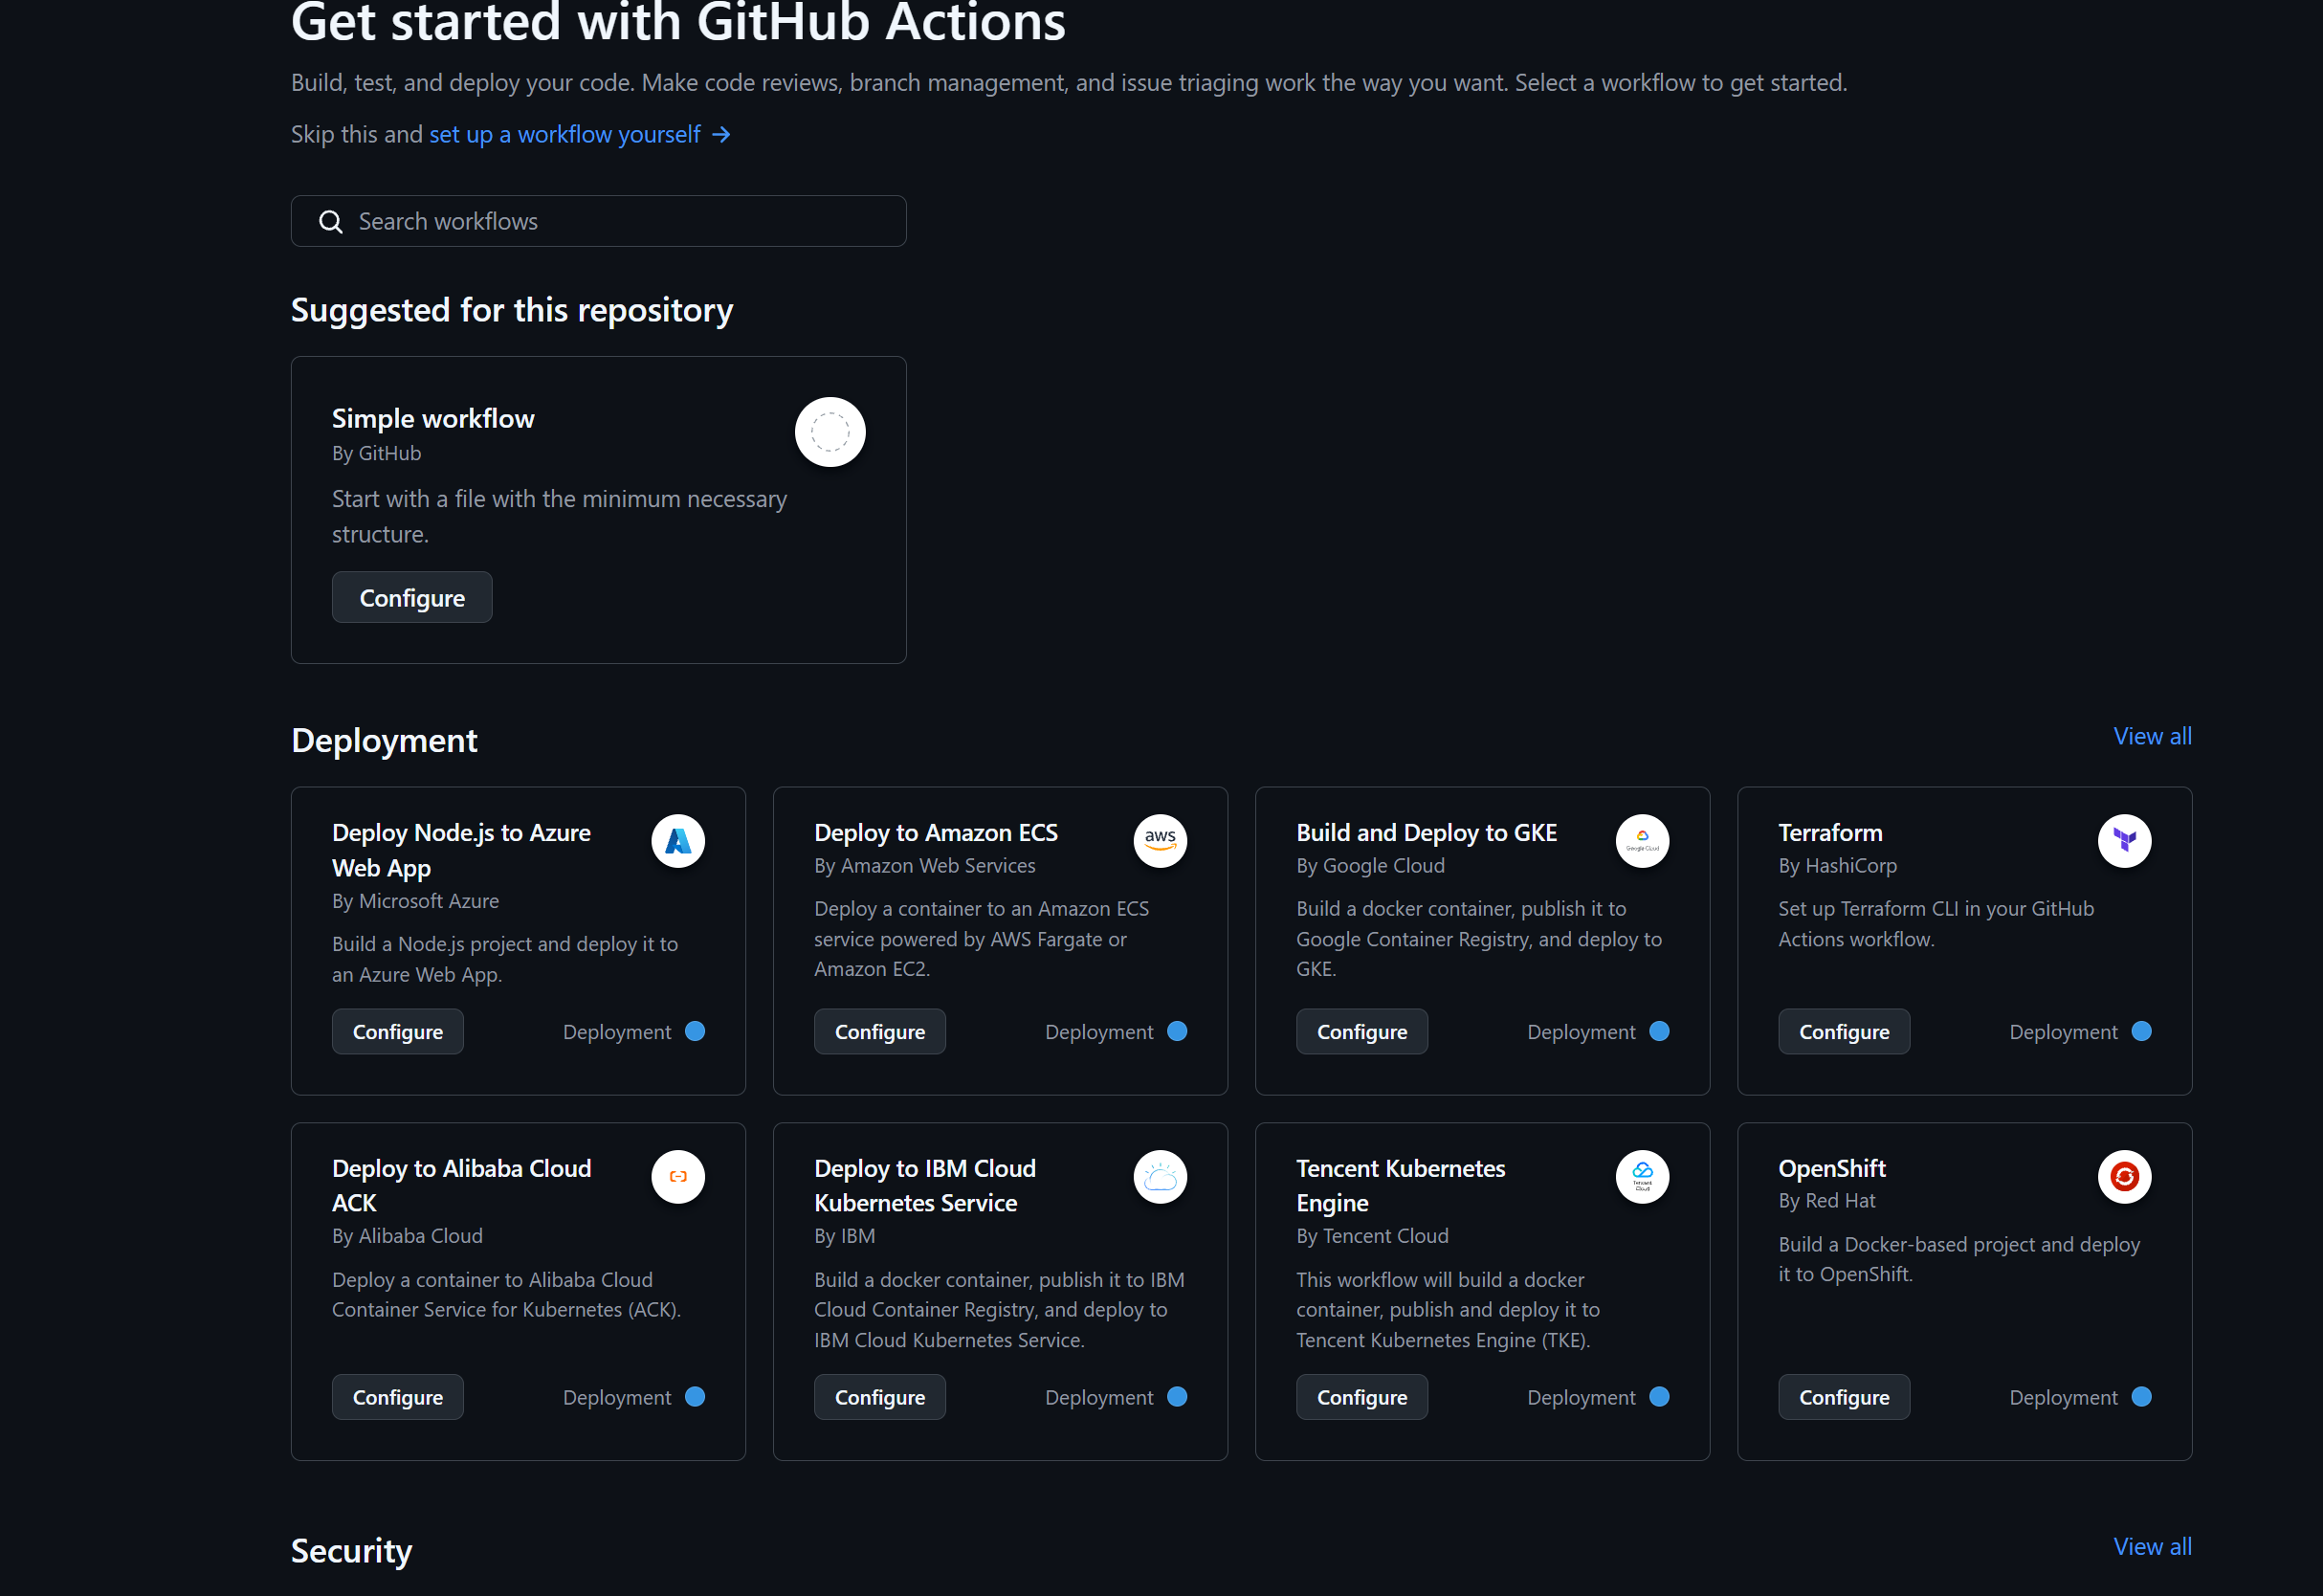 Get started with GitHub Actions
Build, test, and deploy your code. Make code reviews, branch management, and issue triaging work the way you want. Select a workflow to get started.
Skip this and set up a workflow yourself →
Search workflows
Suggested for this repository
Simple workflow
By GitHub
Start with a file with the minimum necessary
structure.
Configure
Deployment
View all
Deploy Node.js to Azure
Web App
By Microsoft Azure
Build a Node.js project and deploy it to
an Azure Web App.
Configure
Deployment
Deploy to Amazon ECS
aws
By Amazon Web Services
Deploy a container to an Amazon ECS
service powered by AWS Fargate or
Amazon EC2.
Configure
Deployment
Build and Deploy to GKE
Google Cloud
By Google Cloud
Build a docker container, publish it to
Google Container Registry, and deploy to
GKE.
Configure
Deployment
Terraform
By HashiCorp
Set up Terraform CLI in your GitHub
Actions workflow.
Configure
Deployment
Deploy to Alibaba Cloud
ACK
By Alibaba Cloud
Deploy a container to Alibaba Cloud
Container Service for Kubernetes (ACK).
Configure
Deployment
Deploy to IBM Cloud
Kubernetes Service
By IBM
Build a docker container, publish it to IBM
Cloud Container Registry, and deploy to
IBM Cloud Kubernetes Service.
Configure
Deployment
Tencent Kubernetes
Engine
Tencent
Cloud
By Tencent Cloud
This workflow will build a docker
container, publish and deploy it to
Tencent Kubernetes Engine (TKE).
Configure
Deployment
OpenShift
By Red Hat
Build a Docker-based project and deploy
it to OpenShift.
Configure
Deployment
Security
View all